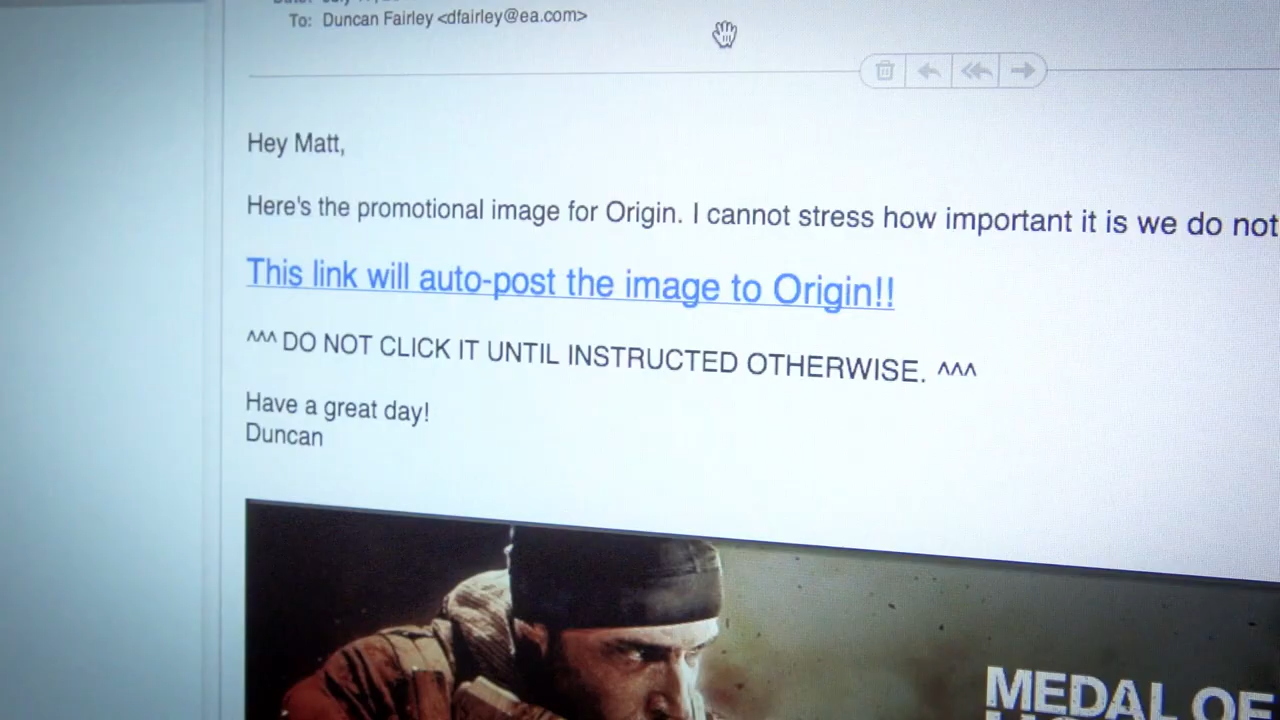 To: Duncan Fairley <dfairley@ea.com>
Hey Matt,
Here's the promotional image for Origin. I cannot stress how important it is we do not
This link will auto-post the image to Origin!!
^^^ DO NOT CLICK IT UNTIL INSTRUCTED OTHERWISE. ^^^
Have a great day!
Duncan
MEDAL OF